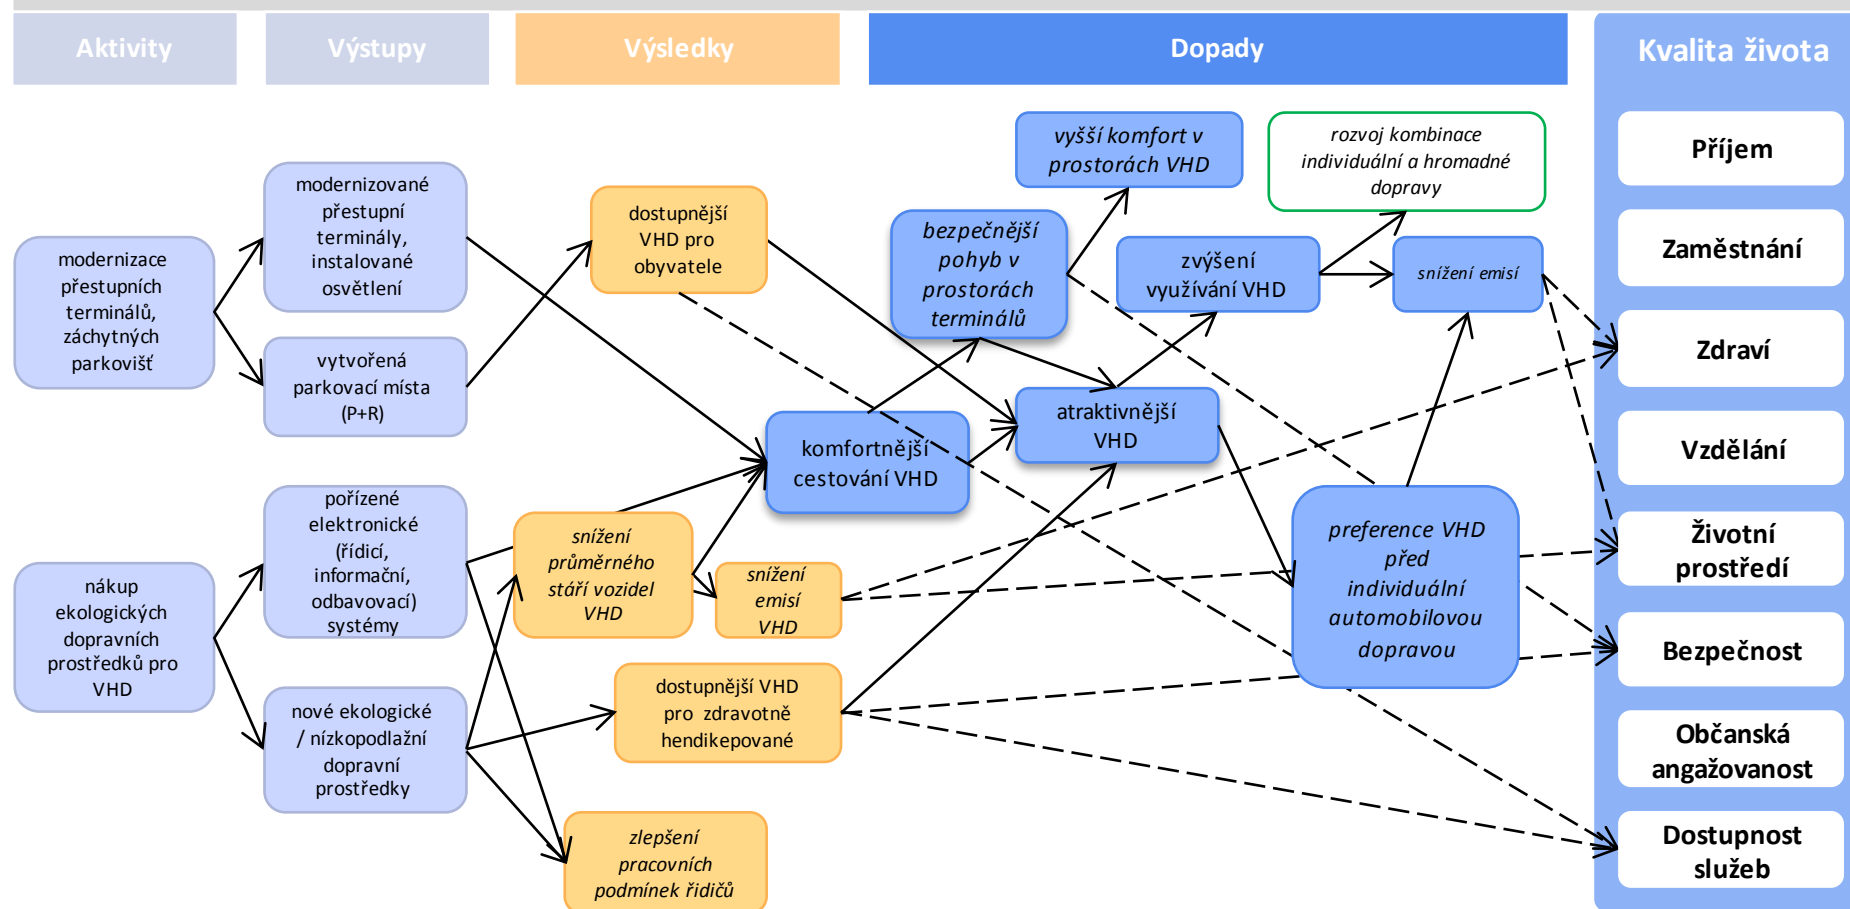 Aktivity
Výstupy
Výsledky
Dopady
Kvalita života
modernizace
přestupních
terminálů,
záchytných
parkovišť
nákup
ekologických
dopravních
prostředků pro
VHD
modernizované
přestupní
terminály,
instalované
osvětlení
vytvořená
parkovací místa
(P+R)
pořízené
elektronické
(řídicí,
informační,
odbavovací)
systémy
nové ekologické
/ nízkopodlažní
dopravní
prostředky
dostupnější
VHD pro
obyvatele
snížení
průměrného
stáří vozidel
VHD
snížení
emisí
VHD
dostupnější VHD
pro zdravotně
hendikepované
zlepšení
pracovních
podmínek řidičů
komfortnější
cestování VHD
bezpečnější
pohyb v
prostorách
terminálů
vyšší komfort v
prostorách VHD
atraktivnější
VHD
zvýšení
využívání VHD
rozvoj kombinace
individuální a hromadné
dopravy
snížení emisí
preference VHD
před
individuální
automobilovou
dopravou
Příjem
Zaměstnání
Zdraví
Vzdělání
Životní
prostředí
Bezpečnost
Občanská
angažovanost
Dostupnost
služeb